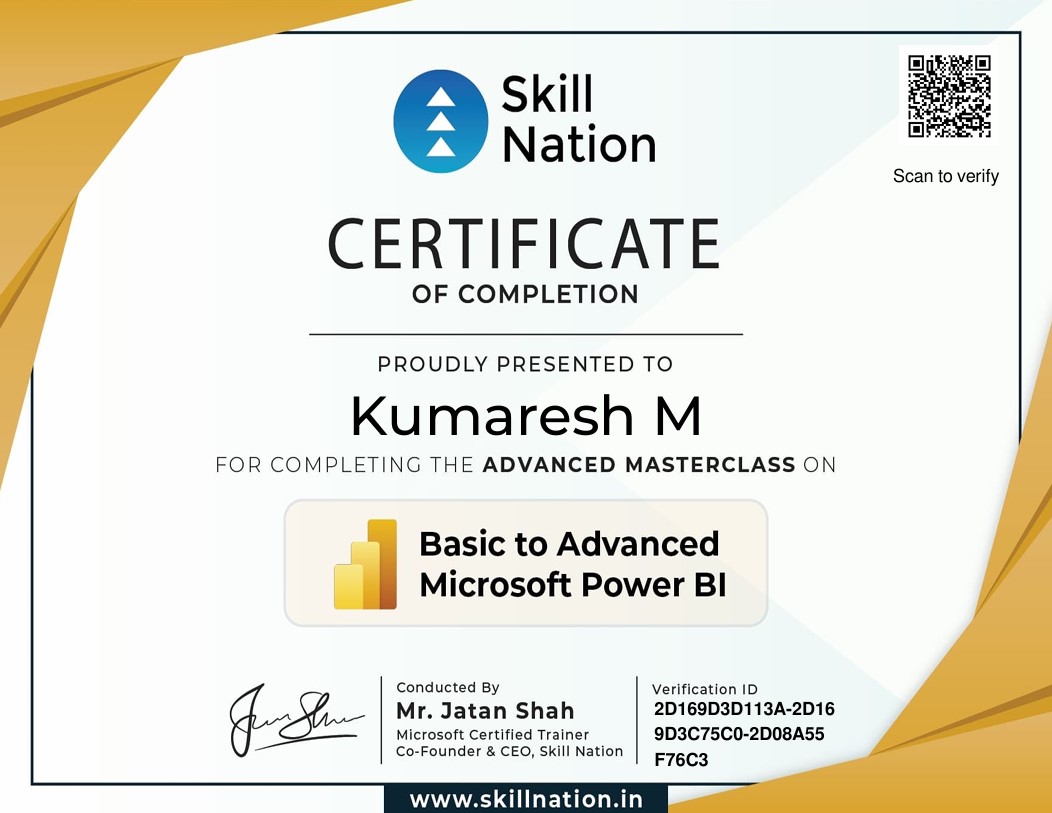 Skill
Nation
Scan to verify
CERTIFICATE
OF COMPLETION
PROUDLY PRESENTED TO
Kumaresh M
FOR COMPLETING THE ADVANCED MASTERCLASS ON
Basic to Advanced
Microsoft Power BI
Conducted By
Mr. Jatan Shah
Microsoft Certified Trainer
Co-Founder & CEO, Skill Nation
Verification ID
2D169D3D113A-2D16
9D3C75C0-2D08A55
F76C3
www.skillnation.in